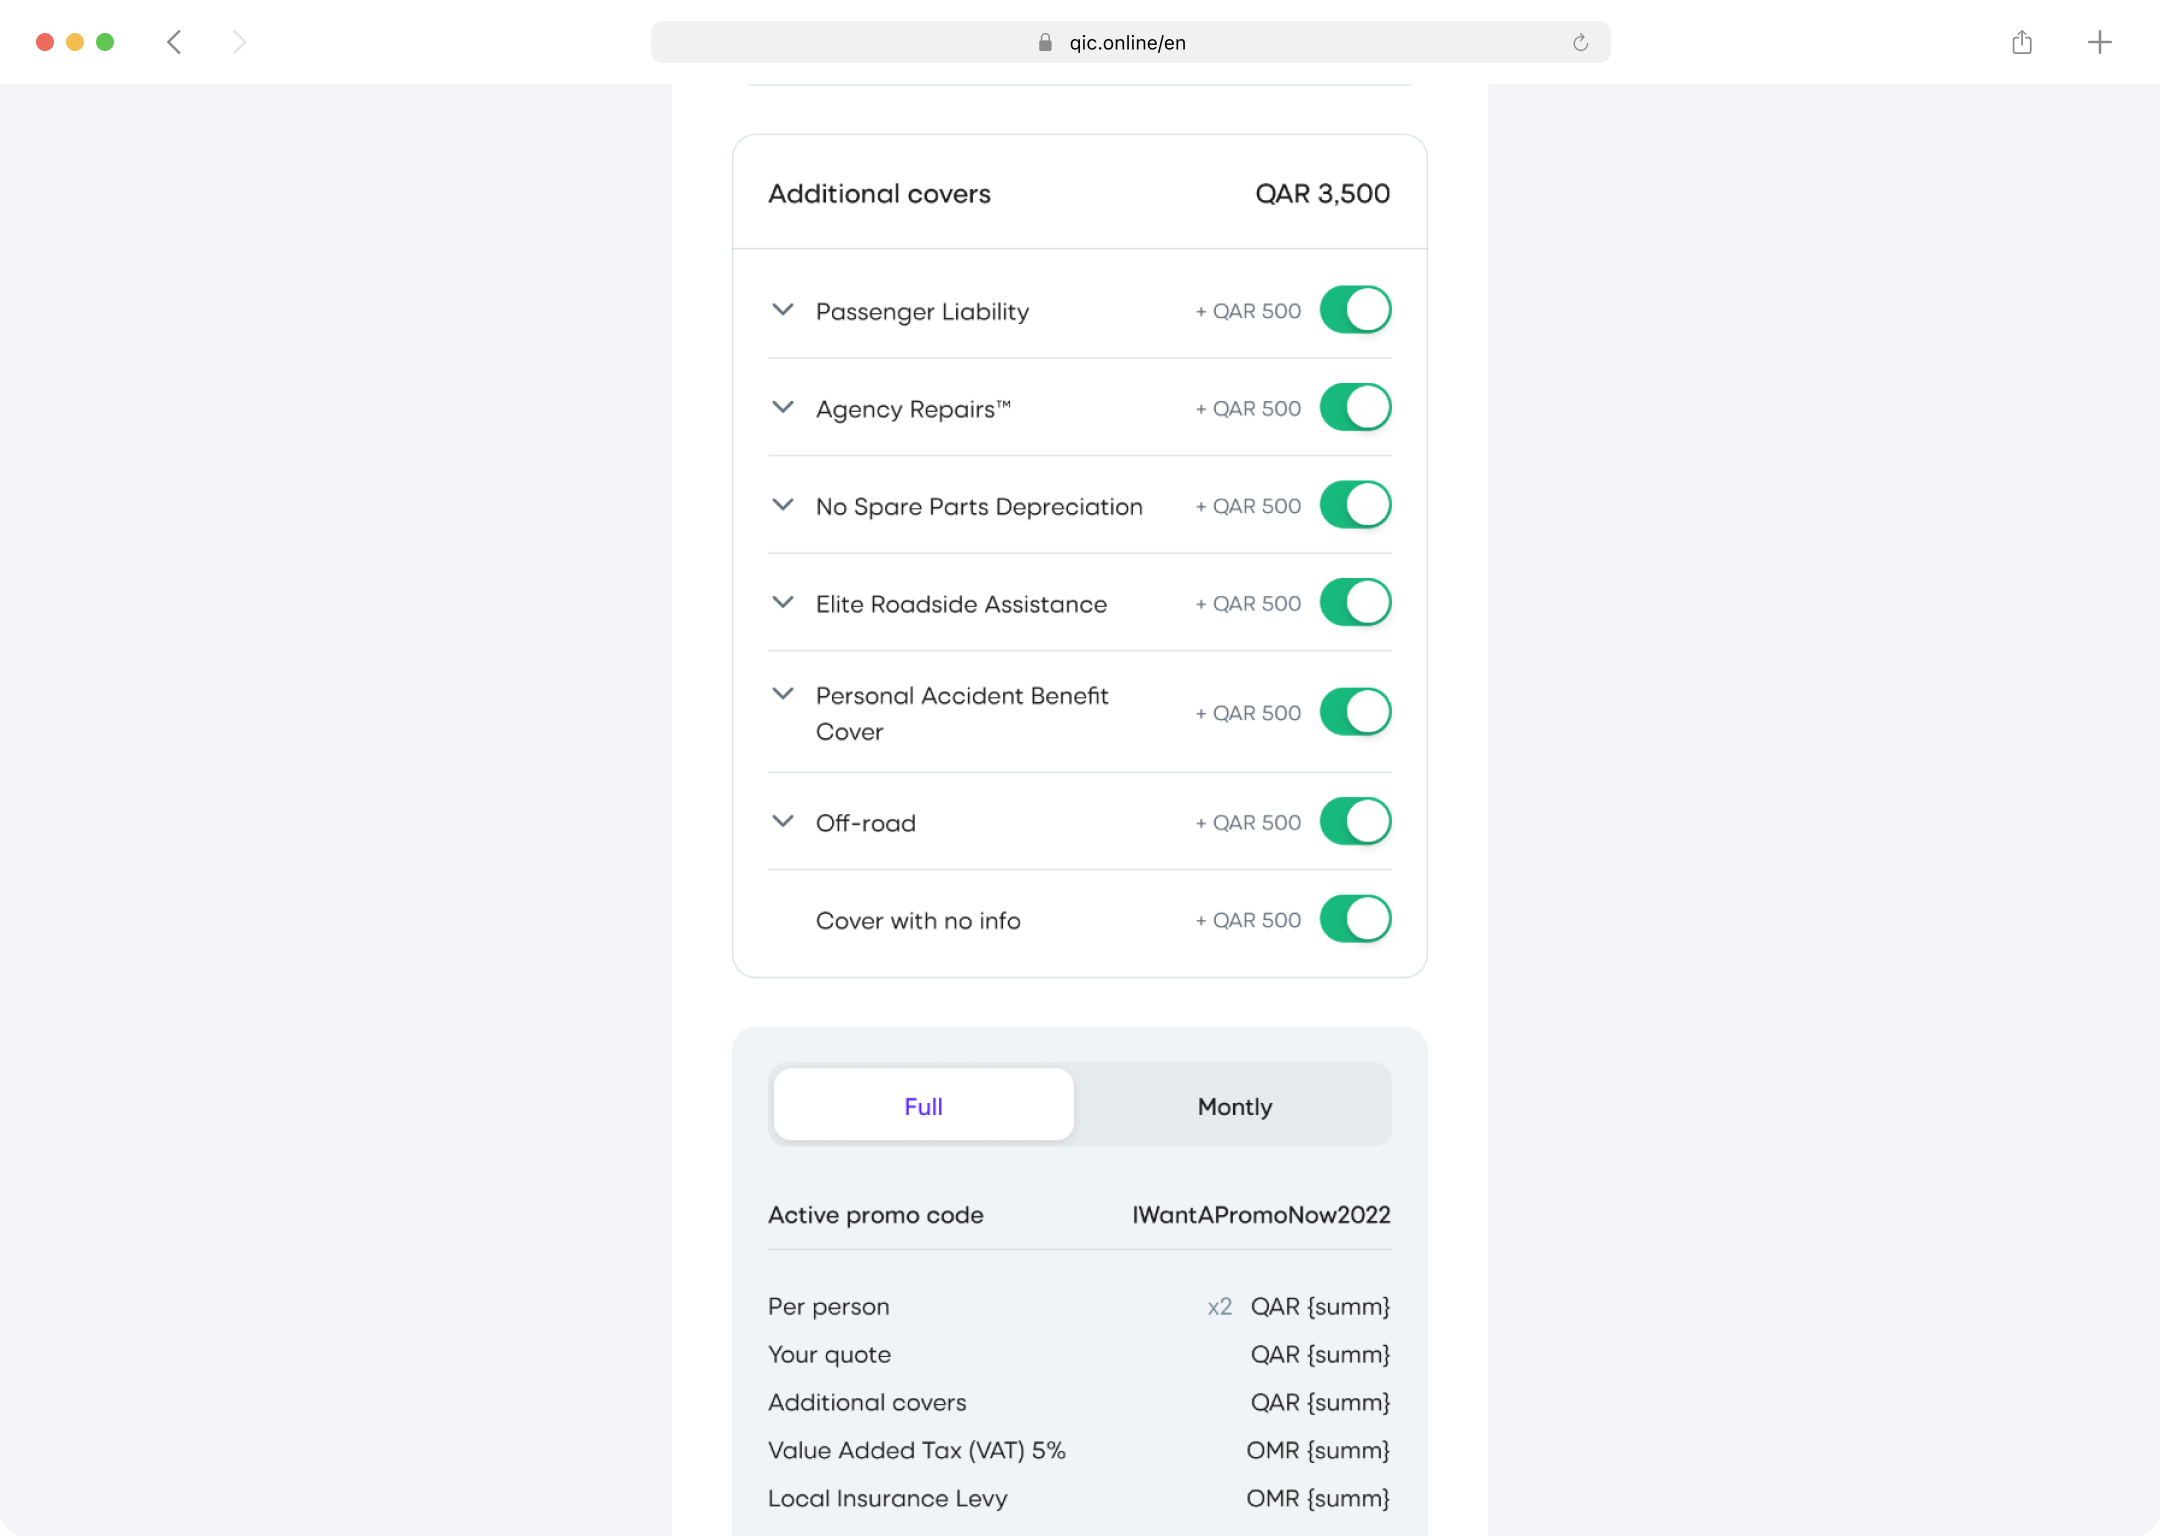 qic.online/en
Additional covers QAR 3,500
Passenger Liability + QAR 500
Agency Repairs™ + QAR 500
No Spare Parts Depreciation + QAR 500
Elite Roadside Assistance + QAR 500
Personal Accident Benefit
Cover + QAR 500
Off-road + QAR 500
Cover with no info + QAR 500
Full Montly
Active promo code IWantAPromoNow2022
Per person x2 QAR {summ}
Your quote QAR {summ}
Additional covers QAR {summ}
Value Added Tax (VAT) 5% OMR {summ}
Local Insurance Levy OMR {summ}